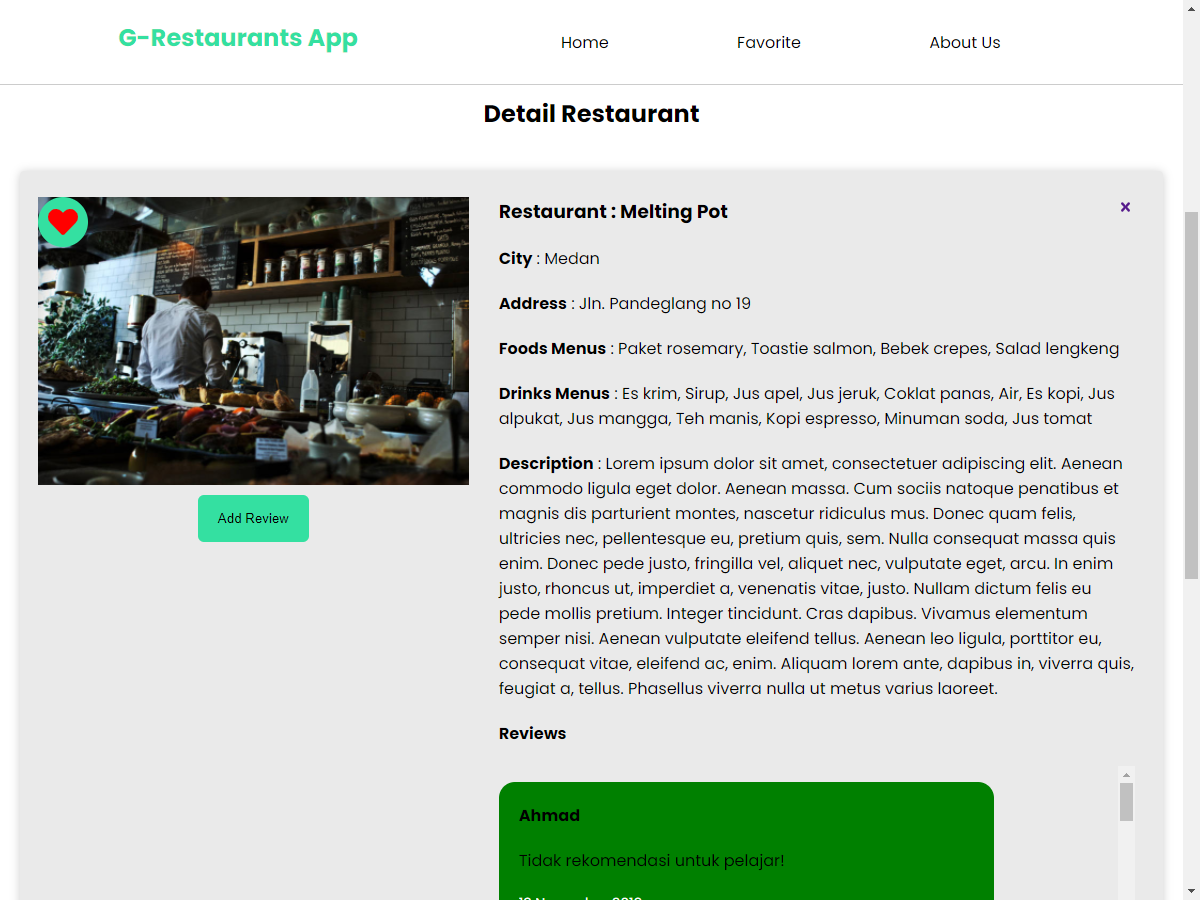 G-Restaurants App
Home
Favorite
About Us
Detail Restaurant
Restaurant : Melting Pot
×
City : Medan
Address : Jln. Pandeglang no 19
Foods Menus : Paket rosemary, Toastie salmon, Bebek crepes, Salad lengkeng
Drinks Menus : Es krim, Sirup, Jus apel, Jus jeruk, Coklat panas, Air, Es kopi, Jus
alpukat, Jus mangga, Teh manis, Kopi espresso, Minuman soda, Jus tomat
Description : Lorem ipsum dolor sit amet, consectetuer adipiscing elit. Aenean
commodo ligula eget dolor. Aenean massa. Cum sociis natoque penatibus et
magnis dis parturient montes, nascetur ridiculus mus. Donec quam felis,
ultricies nec, pellentesque eu, pretium quis, sem. Nulla consequat massa quis
enim. Donec pede justo, fringilla vel, aliquet nec, vulputate eget, arcu. In enim
justo, rhoncus ut, imperdiet a, venenatis vitae, justo. Nullam dictum felis eu
pede mollis pretium. Integer tincidunt. Cras dapibus. Vivamus elementum
semper nisi. Aenean vulputate eleifend tellus. Aenean leo ligula, porttitor eu,
consequat vitae, eleifend ac, enim. Aliquam lorem ante, dapibus in, viverra quis,
feugiat a, tellus. Phasellus viverra nulla ut metus varius laoreet.
Add Review
Reviews
Ahmad
Tidak rekomendasi untuk pelajar!